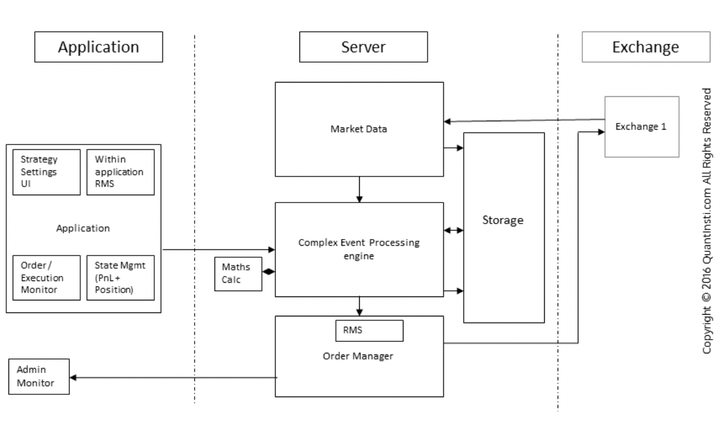 Application
Server
Exchange
Market Data
Exchange 1
Strategy
Settings
UI
Within
application
RMS
Application
Order /
Execution
Monitor
State Mgmt
(PnL +
Position)
Complex Event Processing
engine
Storage
Maths
Calc
RMS
Order Manager
Admin
Monitor
Copyright © 2016 QuantInsti.com All Rights Reserved